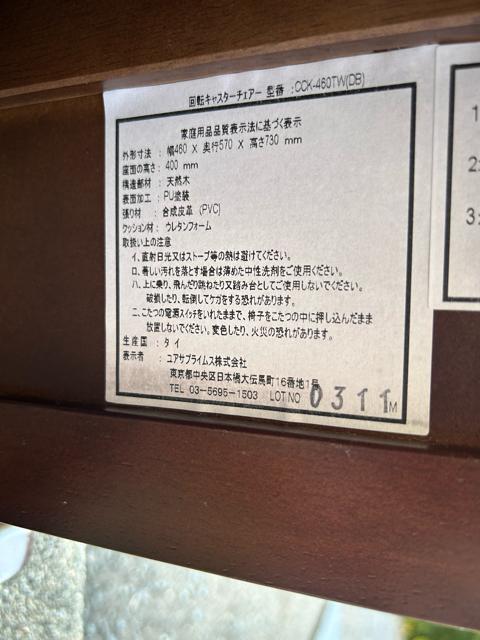 回転キャスターチェアー 型番 :CCK-460TW(DB)
家庭用品品質表示法に基づく表示
外形寸法 : 幅460 X 奥行570 X 高さ730 mm
座面の高さ: 400 mm
構造部材 : 天然木
表面加工 : PU塗装
張り材 : 合成皮革 (PVC)
クッション材: ウレタンフォーム
取扱い上の注意
イ、直射日光又はストーブ等の熱は避けてください。
ロ、著しい汚れを落とす場合は薄めた中性洗剤をご使用ください。
ハ、上に乗り、飛んだり跳ねたり又踏み台としてご使用しないでください。
破損したり、転倒してケガをする恐れがあります。
ニ、こたつの電源スイッチをいれたままで、椅子をこたつの中に押し込んだまま
放置しないでください。変色したり、火災の恐れがあります。
生産国 : タイ
表示者 : ユアサプライムス株式会社
東京都中央区日本橋大伝馬町16番地1号
TEL 03-5695-1503 LOT NO 0311M
1
2:
3: